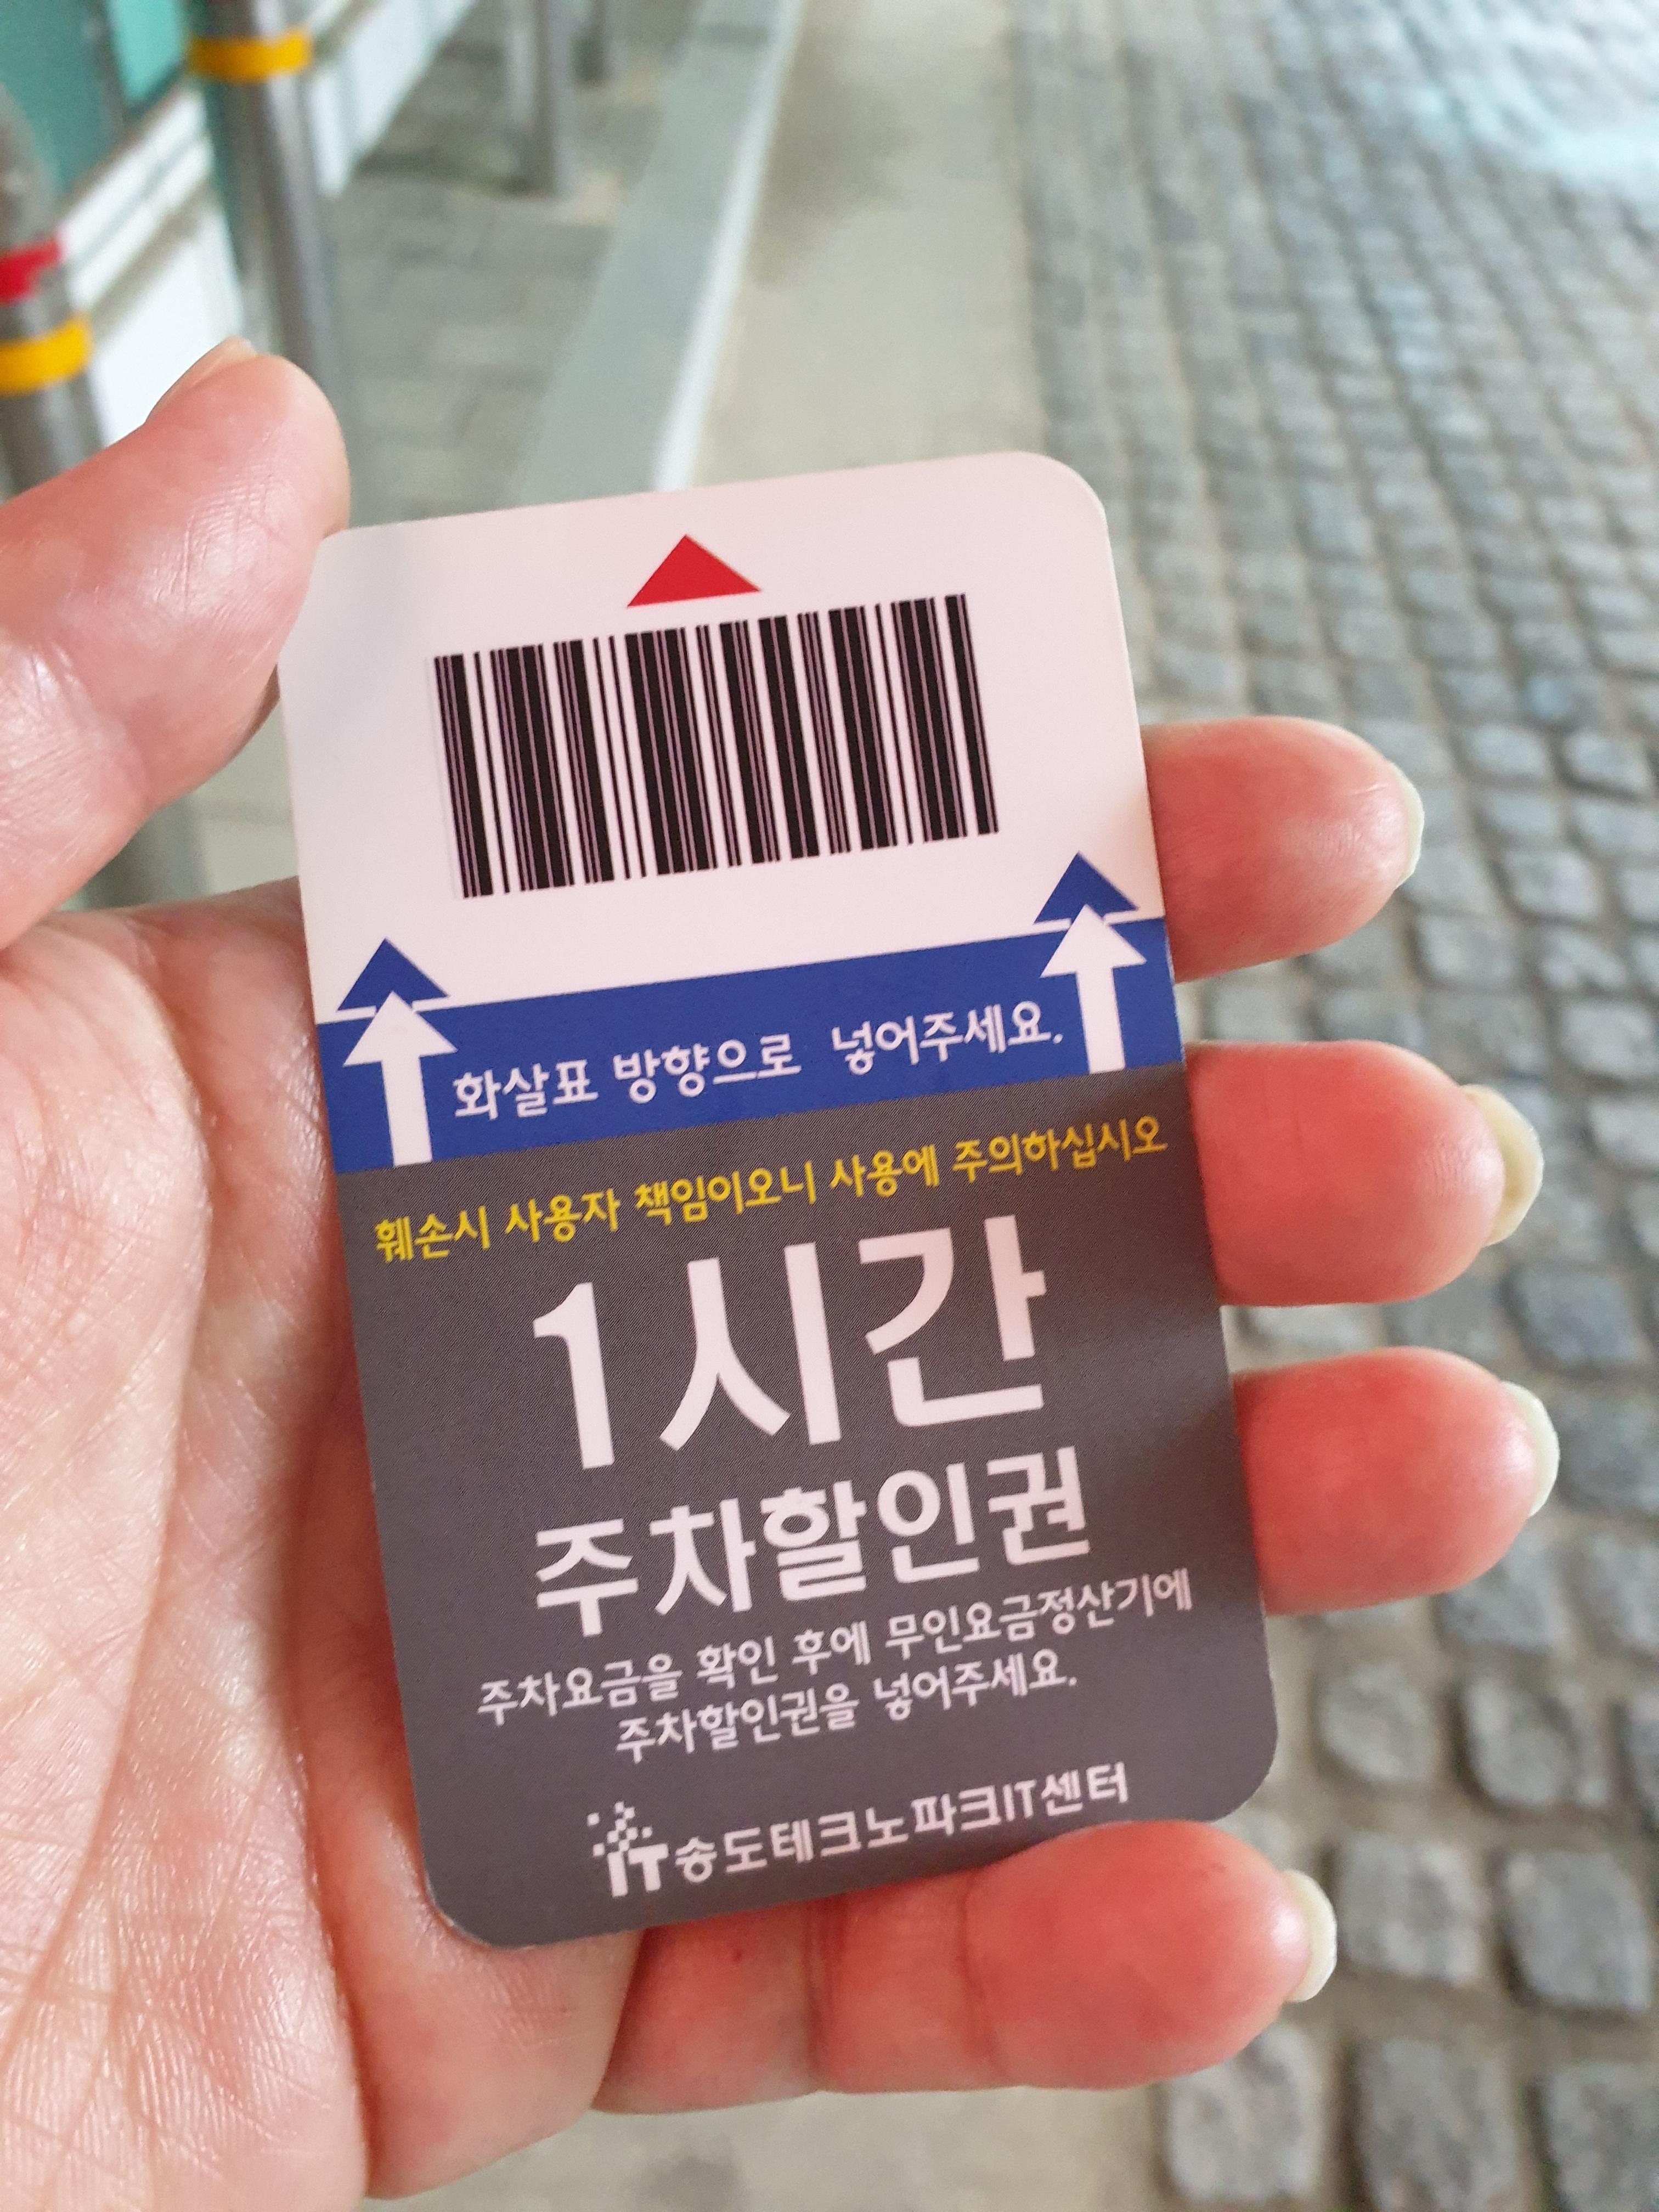 화살표 방향으로 넣어주세요.
훼손시 사용자 책임이오니 사용에 주의하십시오
1시간
주차할인권
주차요금을 확인 후에 무인요금정산기에
주차할인권을 넣어주세요.
IT 송도테크노파크IT센터